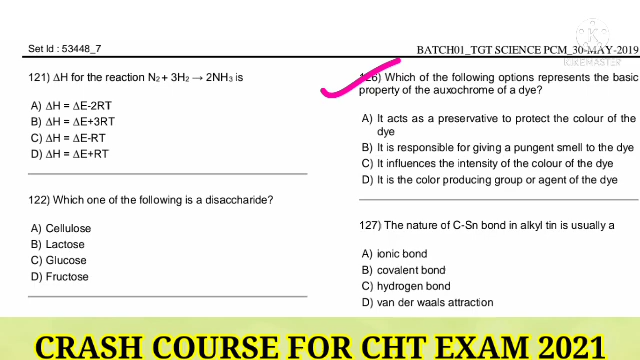 Set Id : 53448_7
BATCH01_TGT SCIENCE PCM_30-MAY-2019
KINEMASTER
121) ΔH for the reaction N₂ + 3H₂ → 2NH₃ is
A) ΔH = ΔE-2RT
B) ΔH = ΔE+3RT
C) ΔH = ΔE-RT
D) ΔH = ΔE+RT
122) Which one of the following is a disaccharide?
A) Cellulose
B) Lactose
C) Glucose
D) Fructose
126) Which of the following options represents the basic
property of the auxochrome of a dye?
A) It acts as a preservative to protect the colour of the
dye
B) It is responsible for giving a pungent smell to the dye
C) It influences the intensity of the colour of the dye
D) It is the color producing group or agent of the dye
127) The nature of C-Sn bond in alkyl tin is usually a
A) ionic bond
B) covalent bond
C) hydrogen bond
D) van der waals attraction
CRASH COURSE FOR CHT EXAM 2021